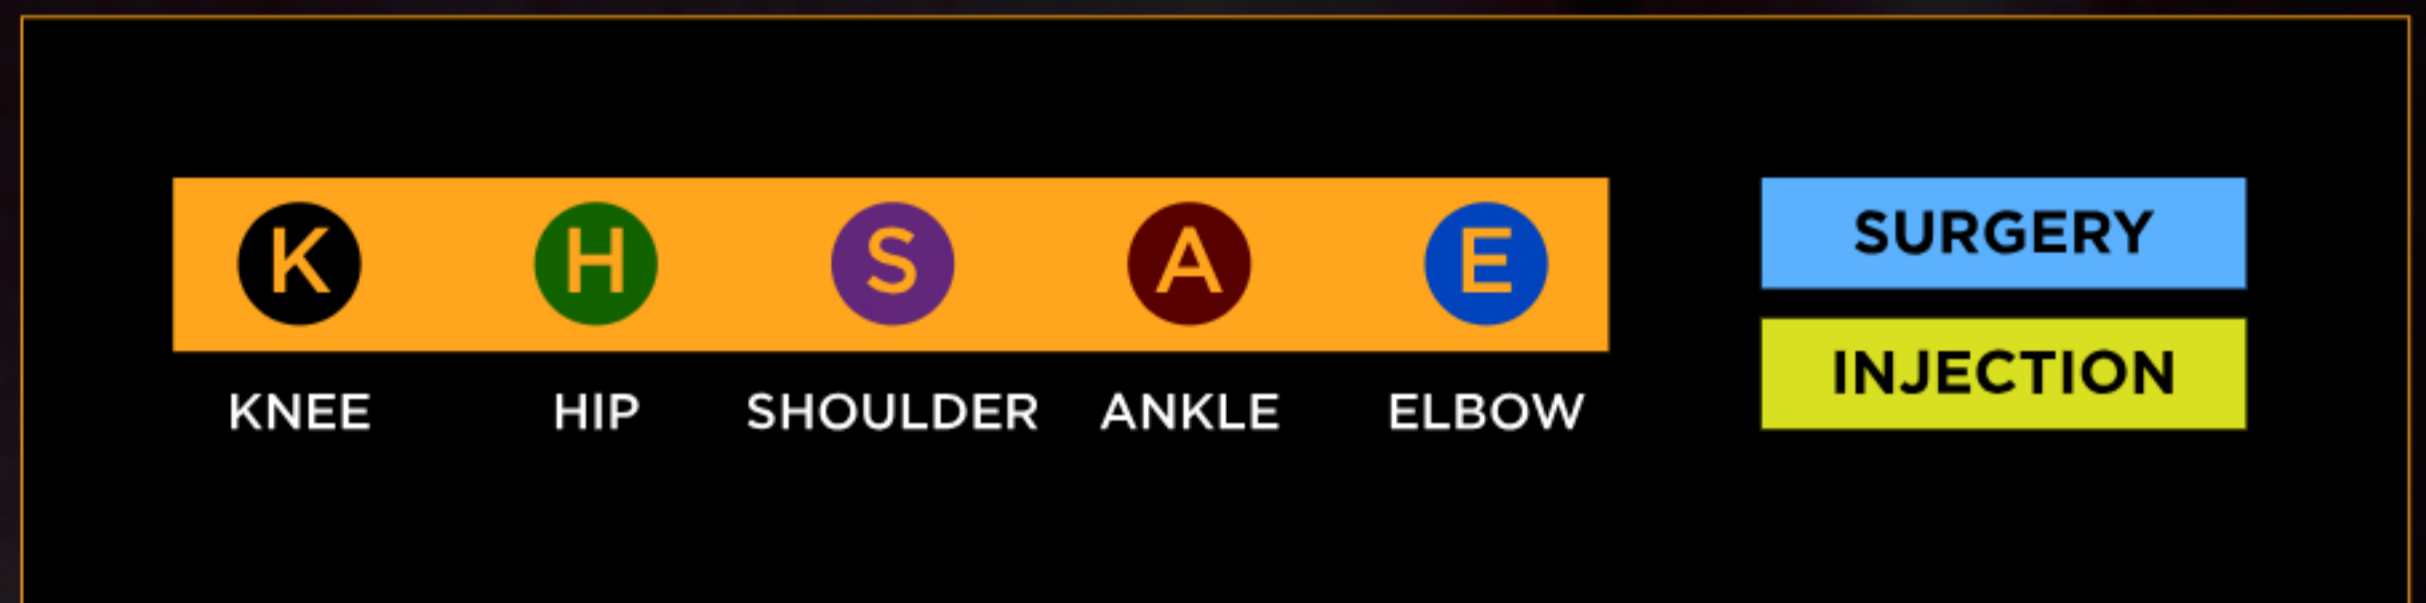 K H S A E
KNEE HIP SHOULDER ANKLE ELBOW
SURGERY
INJECTION